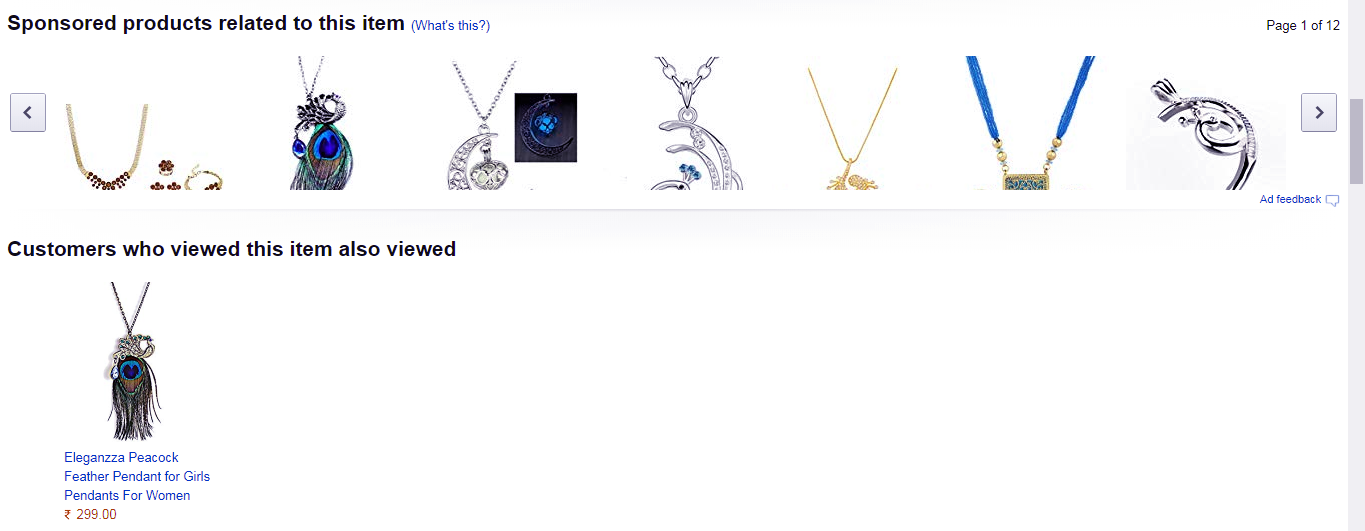 Sponsored products related to this item (What's this?)
Page 1 of 12
Ad feedback
Customers who viewed this item also viewed
Eleganzza Peacock
Feather Pendant for Girls
Pendants For Women
₹ 299.00